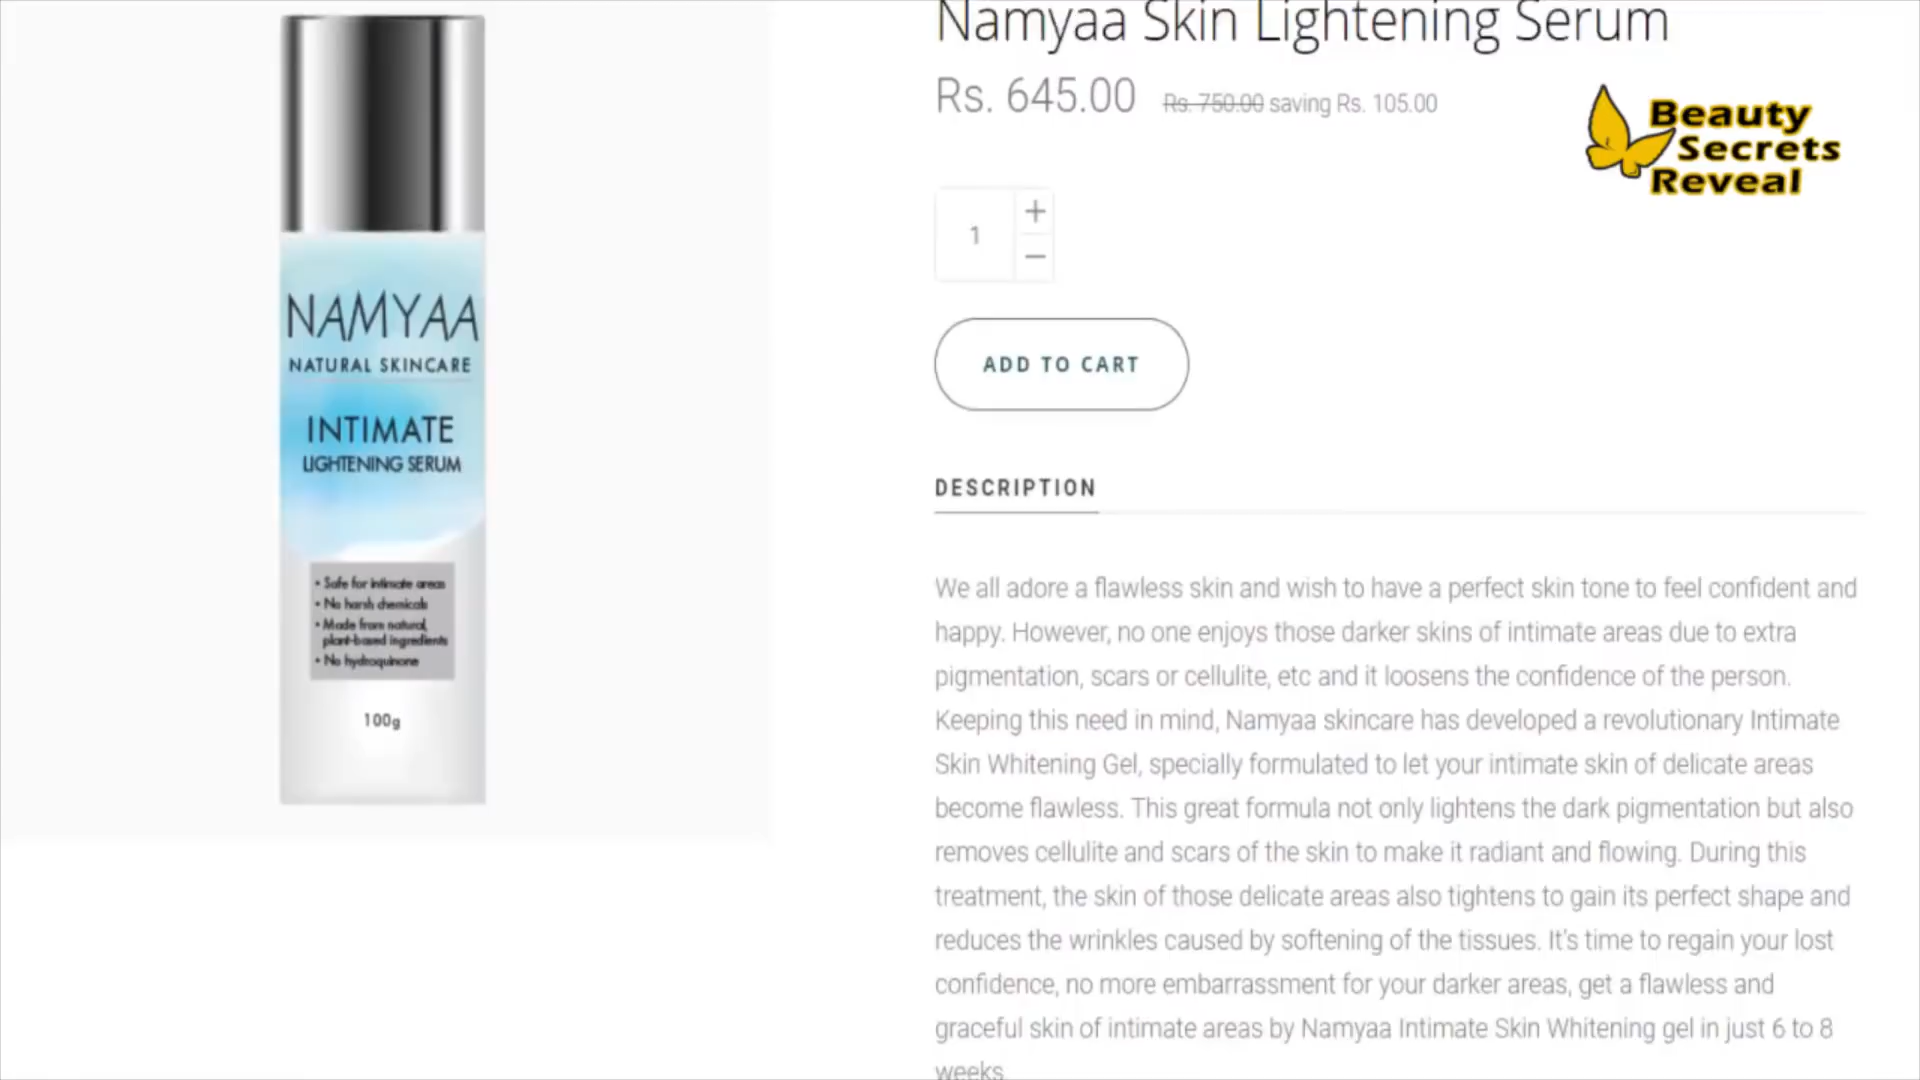 Namyaa Skin Lightening Serum
Rs. 645.00 Rs. 750.00 saving Rs. 105.00
Beauty
Secrets
Reveal
1
+
−
ADD TO CART
NAMYAA
NATURAL SKINCARE
INTIMATE
LIGHTENING SERUM
• Safe for intimate areas
• No harsh chemicals
• Made from natural,
plant-based ingredients
• No hydroquinone
100g
DESCRIPTION
We all adore a flawless skin and wish to have a perfect skin tone to feel confident and
happy. However, no one enjoys those darker skins of intimate areas due to extra
pigmentation, scars or cellulite, etc and it loosens the confidence of the person.
Keeping this need in mind, Namyaa skincare has developed a revolutionary Intimate
Skin Whitening Gel, specially formulated to let your intimate skin of delicate areas
become flawless. This great formula not only lightens the dark pigmentation but also
removes cellulite and scars of the skin to make it radiant and flowing. During this
treatment, the skin of those delicate areas also tightens to gain its perfect shape and
reduces the wrinkles caused by softening of the tissues. It's time to regain your lost
confidence, no more embarrassment for your darker areas, get a flawless and
graceful skin of intimate areas by Namyaa Intimate Skin Whitening gel in just 6 to 8
weeks.